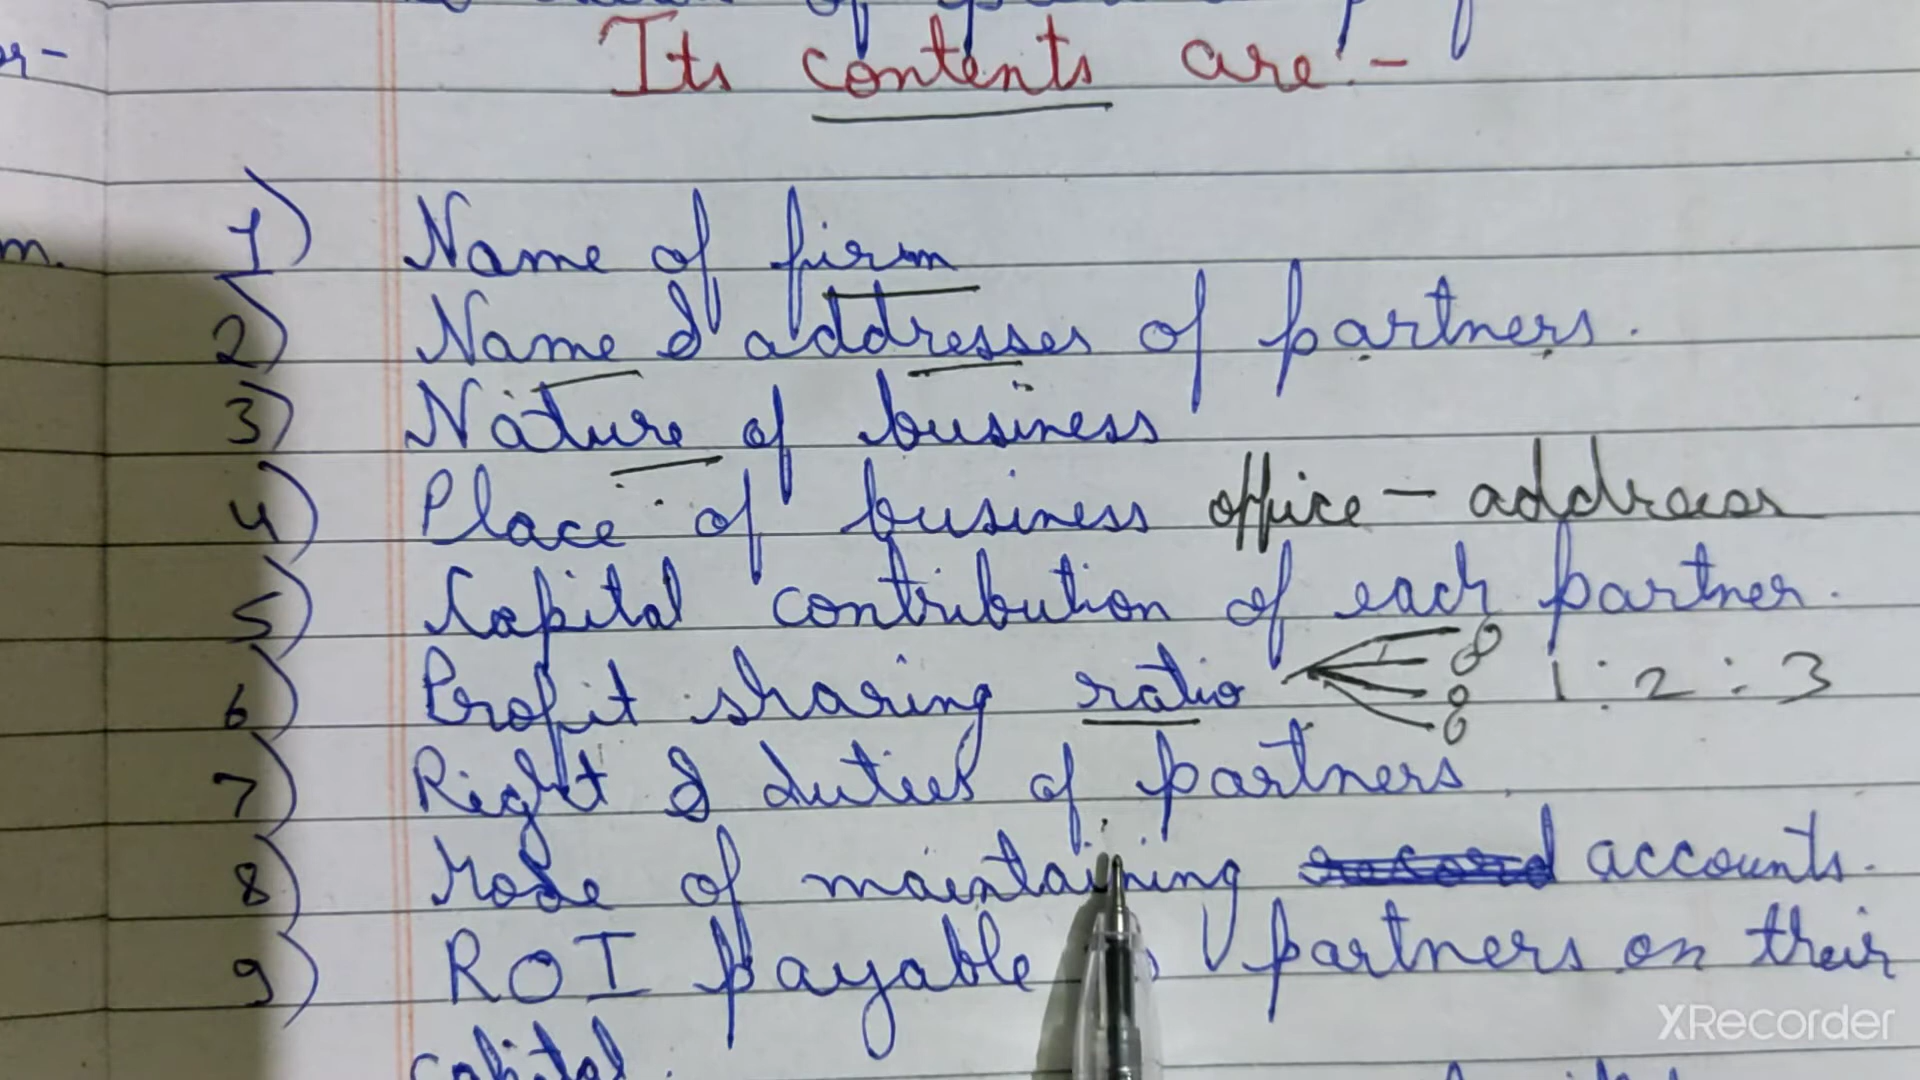 Its contents are:-
1) Name of firm
2) Name & addresses of partners.
3) Nature of business
4) Place of business office - address
5) Capital contribution of each partner.
6) Profit sharing ratio 1:2:3
7) Right & duties of partners
8) Mode of maintaining accounts.
9) ROI payable partners on their
capital.
XRecorder